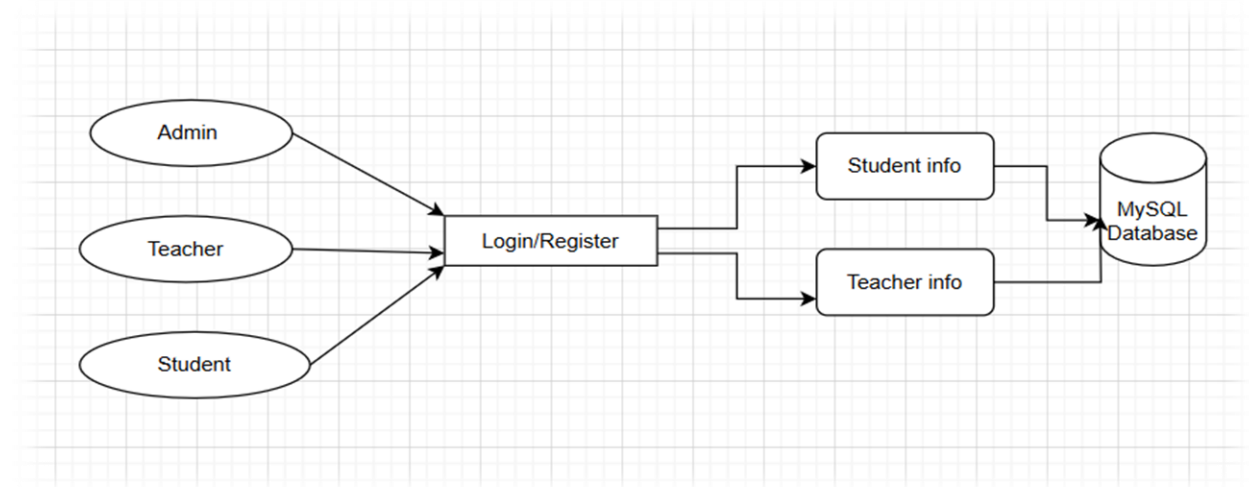 Admin
Teacher
Student
Login/Register
Student info
Teacher info
MySQL
Database